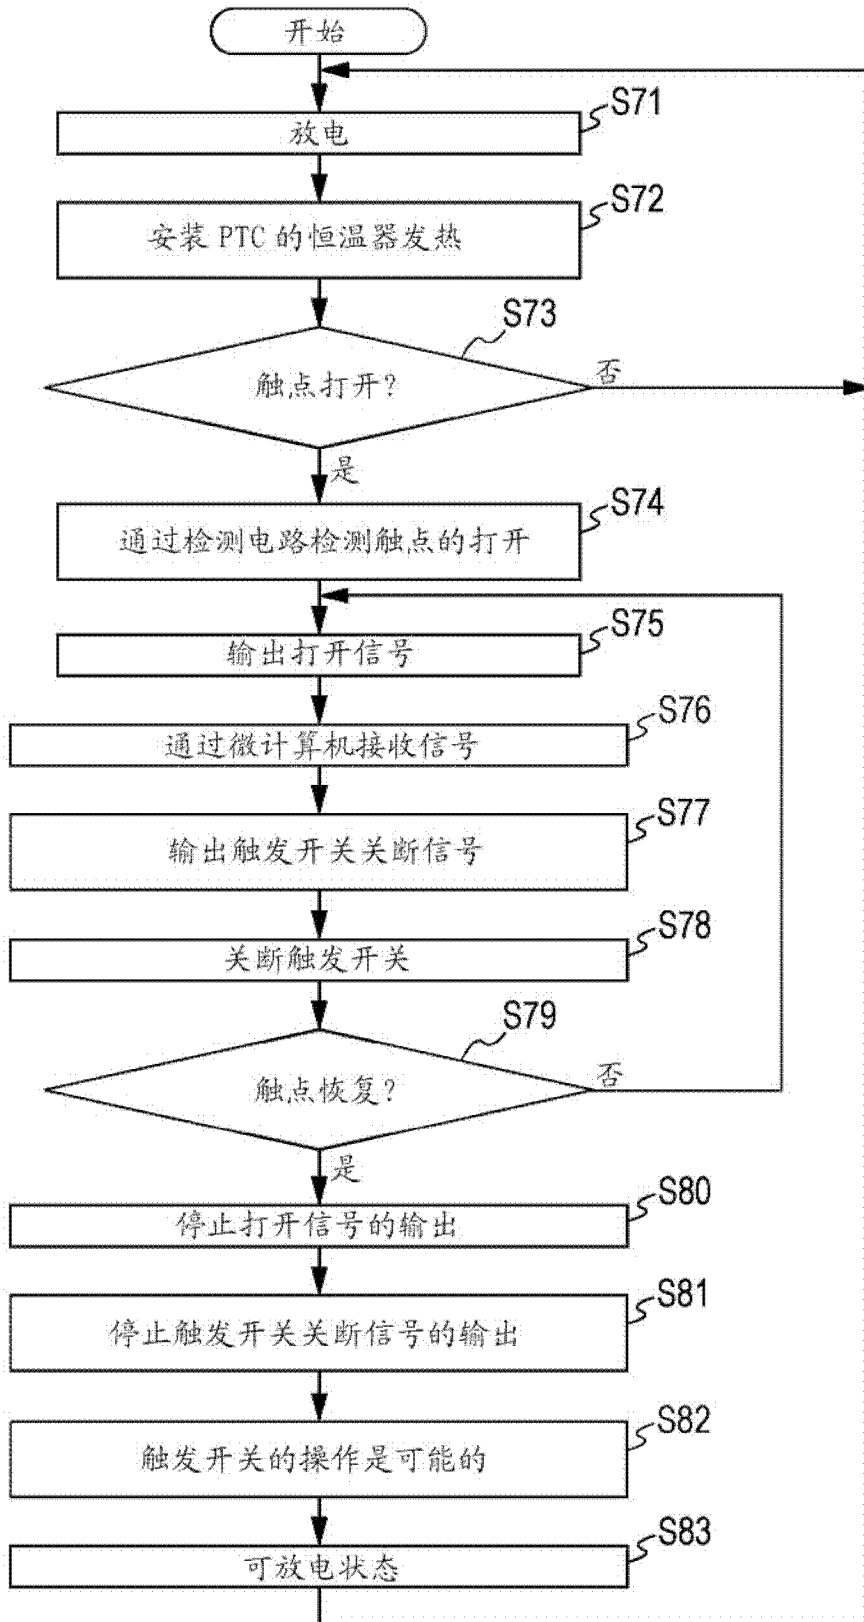 开始
S71
放电
S72
安装 PTC 的恒温器发热
S73
触点打开?
否
是
S74
通过检测电路检测触点的打开
S75
输出打开信号
S76
通过微计算机接收信号
S77
输出触发开关关断信号
S78
关断触发开关
S79
触点恢复?
否
是
S80
停止打开信号的输出
S81
停止触发开关关断信号的输出
S82
触发开关的操作是可能的
S83
可放电状态